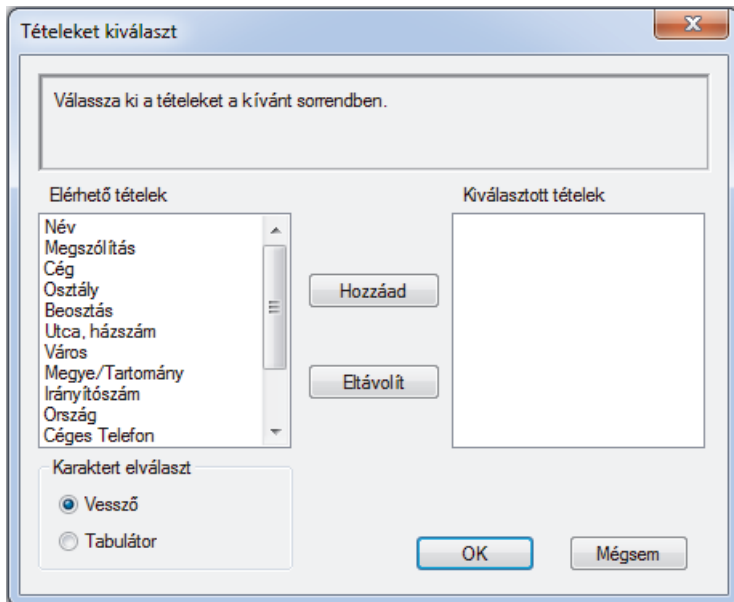 Tételeket kiválaszt
Válassza ki a tételeket a kívánt sorrendben.
Elérhető tételek
Név
Megszólítás
Cég
Osztály
Beosztás
Utca, házszám
Város
Megye/Tartomány
Irányítószám
Ország
Céges Telefon
Hozzáad
Eltávolít
Kiválasztott tételek
Karaktert elválaszt
Vessző
Tabulátor
OK
Mégsem